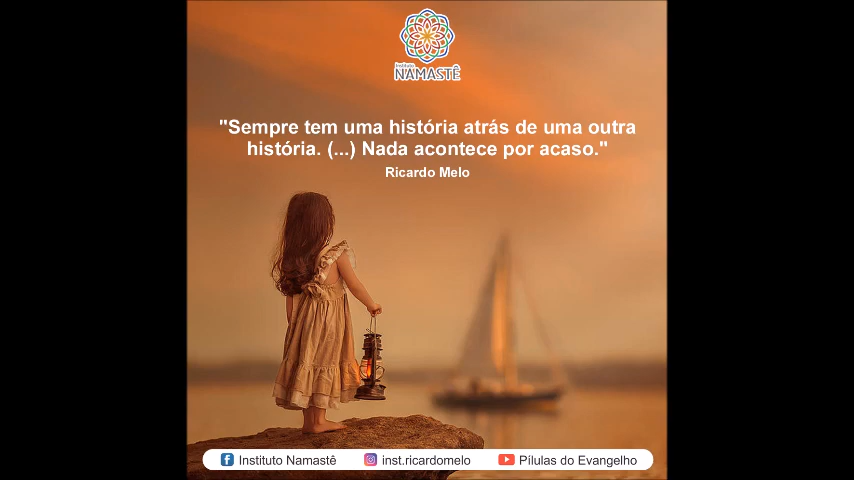 Instituto
NAMASTÊ
"Sempre tem uma história atrás de uma outra
história. (...) Nada acontece por acaso."
Ricardo Melo
Instituto Namastê inst.ricardomelo Pílulas do Evangelho